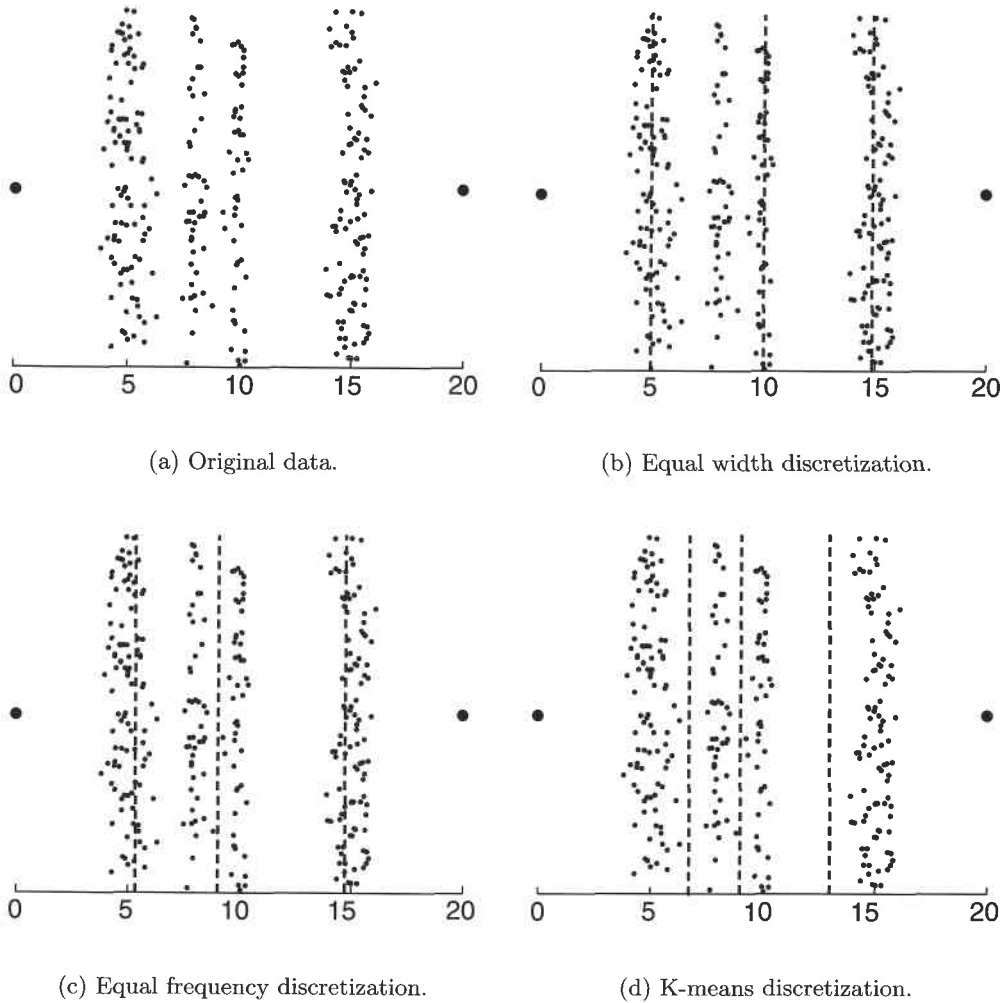 0 5 10 15 20
0 5 10 15 20
(a) Original data.
(b) Equal width discretization.
0 5 10 15 20
0 5 10 15 20
(c) Equal frequency discretization.
(d) K-means discretization.